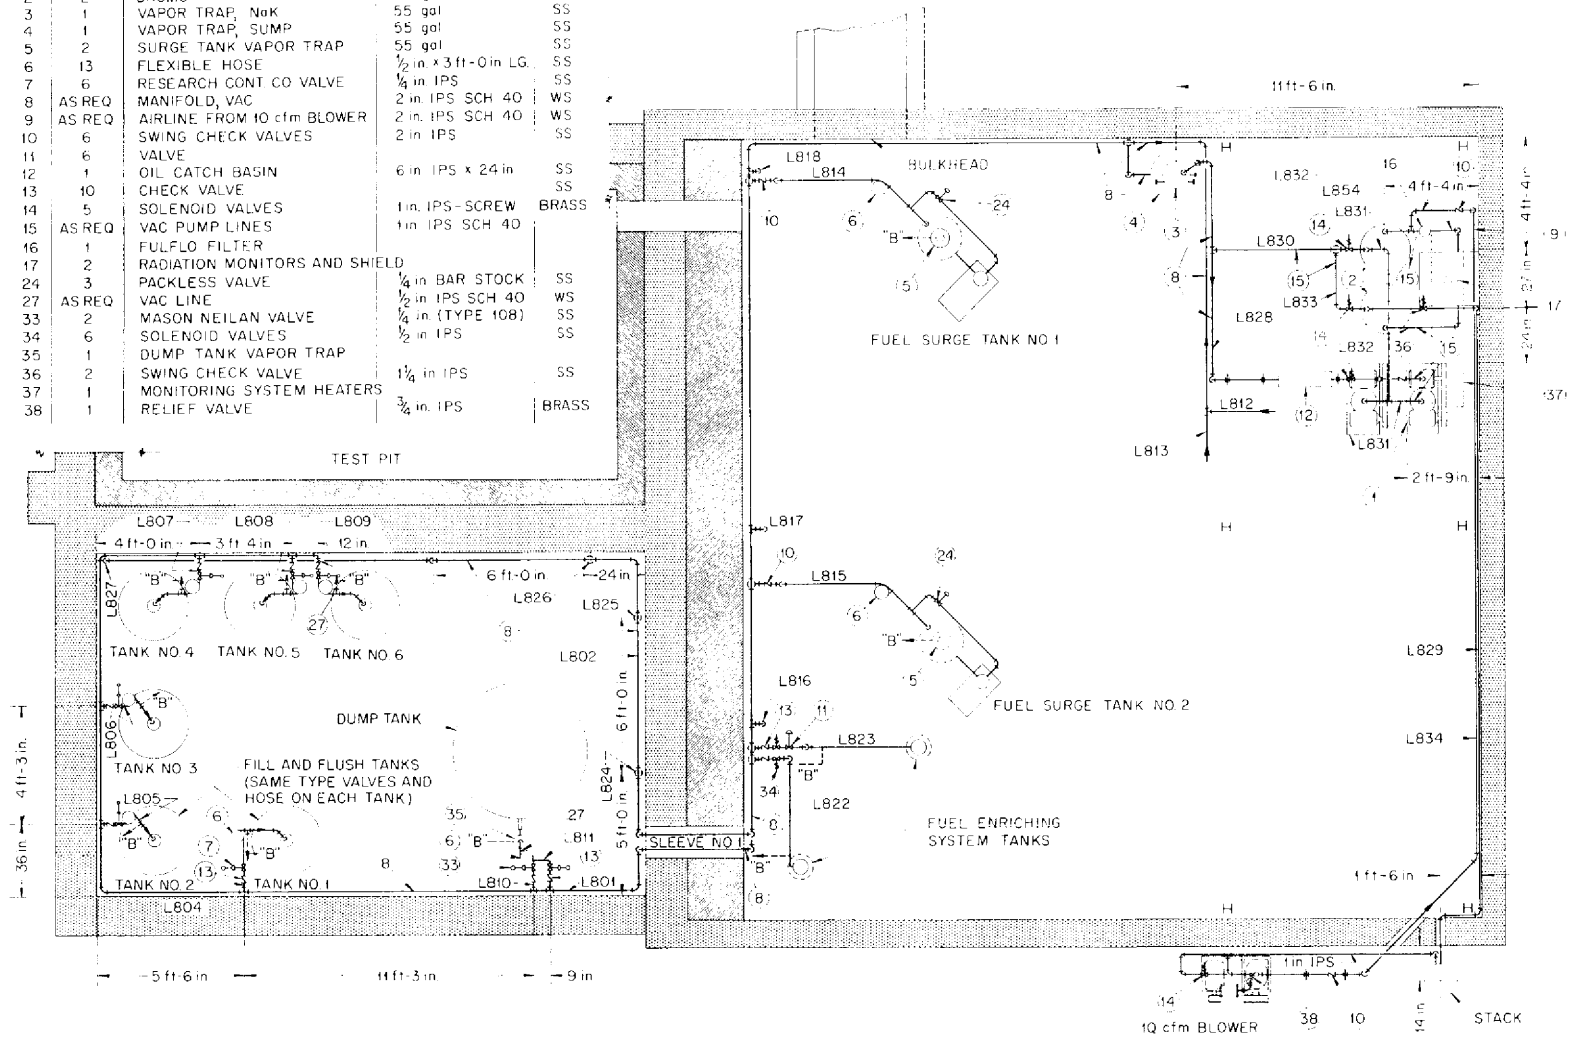 3 1 VAPOR TRAP, NaK 55 gal SS
4 1 VAPOR TRAP, SUMP 55 gal SS
5 2 SURGE TANK VAPOR TRAP 55 gal SS
6 13 FLEXIBLE HOSE 1/2 in. x 3 ft-0 in LG. SS
7 6 RESEARCH CONT. CO VALVE 1/4 in. IPS SS
8 AS REQ MANIFOLD, VAC 2 in. IPS SCH 40 WS
9 AS REQ AIRLINE FROM 10 cfm BLOWER 2 in. IPS SCH 40 WS
10 6 SWING CHECK VALVES 2 in IPS SS
11 6 VALVE
12 1 OIL CATCH BASIN 6 in IPS x 24 in SS
13 10 CHECK VALVE SS
14 5 SOLENOID VALVES 1 in. IPS-SCREW BRASS
15 AS REQ VAC PUMP LINES 1 in IPS SCH 40
16 1 FULFLO FILTER
17 2 RADIATION MONITORS AND SHIELD
24 3 PACKLESS VALVE 1/4 in BAR STOCK SS
27 AS REQ VAC LINE 1/2 in IPS SCH 40 WS
33 2 MASON NEILAN VALVE 1/4 in. (TYPE 108) SS
34 6 SOLENOID VALVES 1/2 in IPS SS
35 1 DUMP TANK VAPOR TRAP
36 2 SWING CHECK VALVE 1 1/4 in IPS SS
37 1 MONITORING SYSTEM HEATERS
38 1 RELIEF VALVE 3/4 in. IPS BRASS
11 ft-6 in.
L818
L814
BULKHEAD
H
H
16
10
L832
L854
4 ft-4 in.
L831
4 ft-4 in
10
6
24
8
4
3
14
9
"B"
L830
5
8
15
2
15
27 in
L833
17
L828
FUEL SURGE TANK NO. 1
14
L832
36
15
24 in
37
L812
12
L831
L813
TEST PIT
2 ft-9 in.
L807
L808
L809
L817
H
H
4 ft-0 in.
3 ft 4 in.
12 in
10
24
"B"
"B"
"B"
6 ft-0 in.
24 in
L815
L827
L826
L825
6
27
8
"B"
TANK NO. 4
TANK NO. 5
TANK NO. 6
L802
L829
5
L816
"B"
6 ft-0 in
FUEL SURGE TANK NO. 2
13
11
DUMP TANK
L806
L823
L834
TANK NO. 3
FILL AND FLUSH TANKS
(SAME TYPE VALVES AND
HOSE ON EACH TANK)
4 ft-3 in.
L824
"B"
34
L805
L822
6
35
27
8
FUEL ENRICHING
SYSTEM TANKS
"B"
7
"B"
6
"B"
L811
5 ft-0 in.
SLEEVE NO. 1
36 in
13
8
33
13
"B"
TANK NO. 2
TANK NO. 1
L810
L801
1 ft-6 in
8
L804
H
H
5 ft-6 in
11 ft-3 in.
9 in
1 in IPS
14
10 cfm BLOWER
38
10
14 in
STACK